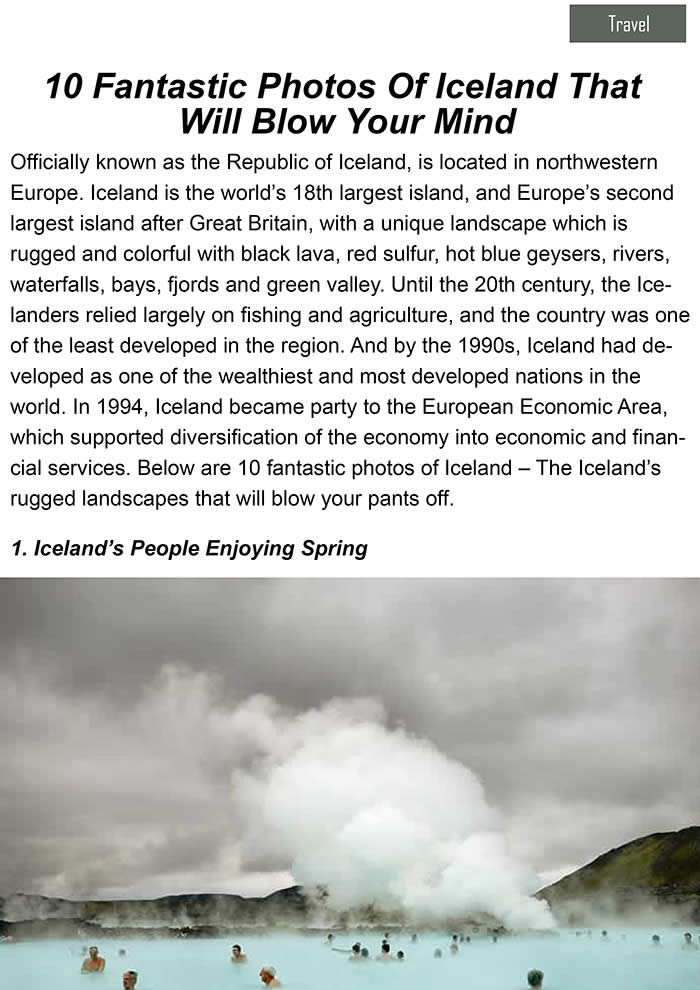 Travel
10 Fantastic Photos Of Iceland That
Will Blow Your Mind
Officially known as the Republic of Iceland, is located in northwestern
Europe. Iceland is the world’s 18th largest island, and Europe’s second
largest island after Great Britain, with a unique landscape which is
rugged and colorful with black lava, red sulfur, hot blue geysers, rivers,
waterfalls, bays, fjords and green valley. Until the 20th century, the Ice-
landers relied largely on fishing and agriculture, and the country was one
of the least developed in the region. And by the 1990s, Iceland had de-
veloped as one of the wealthiest and most developed nations in the
world. In 1994, Iceland became party to the European Economic Area,
which supported diversification of the economy into economic and finan-
cial services. Below are 10 fantastic photos of Iceland – The Iceland’s
rugged landscapes that will blow your pants off.
1. Iceland’s People Enjoying Spring